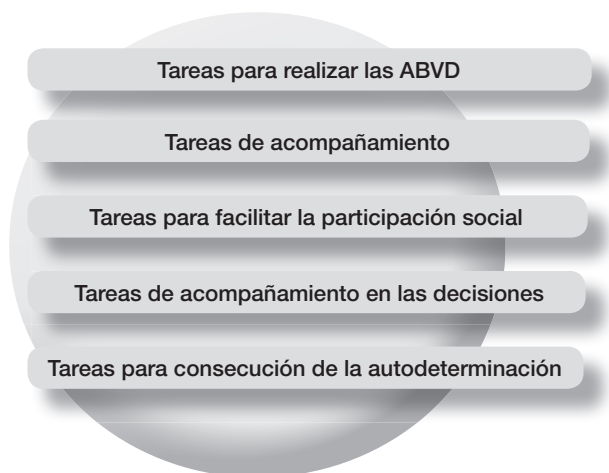 Tareas para realizar las ABVD
Tareas de acompañamiento
Tareas para facilitar la participación social
Tareas de acompañamiento en las decisiones
Tareas para consecución de la autodeterminación